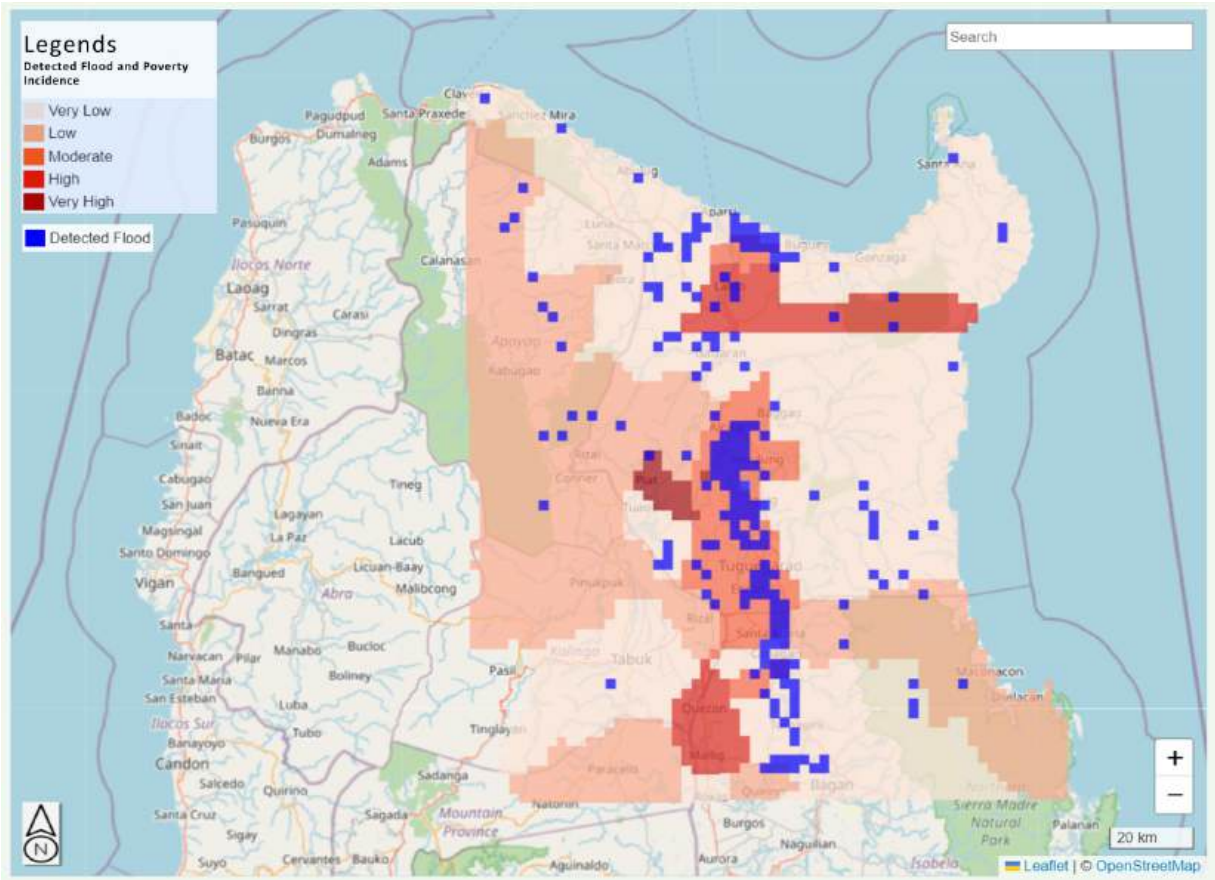 Legends
Detected Flood and Poverty
Incidence
Very Low
Low
Moderate
High
Very High
Detected Flood
Search
Pagudpud
Santa Praxede
Burgos
Dumalneg
Sanchez Mira
Adams
Pasuquin
Luna
Calanasan
Buguey
Gonzaga
Ilocos Norte
Laoag
Flora
Sarrat
Carasi
Dingras
Batac
Marcos
Apayao
Kabugao
Banna
Badoc
Nueva Era
Baggao
Sinait
Rizal
Conner
Cabugao
Tineg
Piat
San Juan
Lagayan
Magsingal
La Paz
Santo Domingo
Lacub
Bangued
Licuan-Baay
Vigan
Malibcong
Abra
Pinukpuk
Santa
Rizal
Manabo
Bucloc
Narvacan
Pilar
Kalinga
Tabuk
Pasil
Boliney
Santa Maria
Maconacon
San Esteban
Luba
Quezon
Ilocos Sur
Tubo
Tinglayan
Banayoyo
Mallig
Candon
Paracelis
Sadanga
Salcedo
Quirino
Natonin
Northern
Sierra Madre
Natural
Park
Santa Cruz
Sagada
Mountain
Province
Burgos
Palanan
Sigay
Naguilian
Cervantes
Bauko
Aurora
Suyo
Aguinaldo
Isabela
+
−
20 km
N
Leaflet | © OpenStreetMap